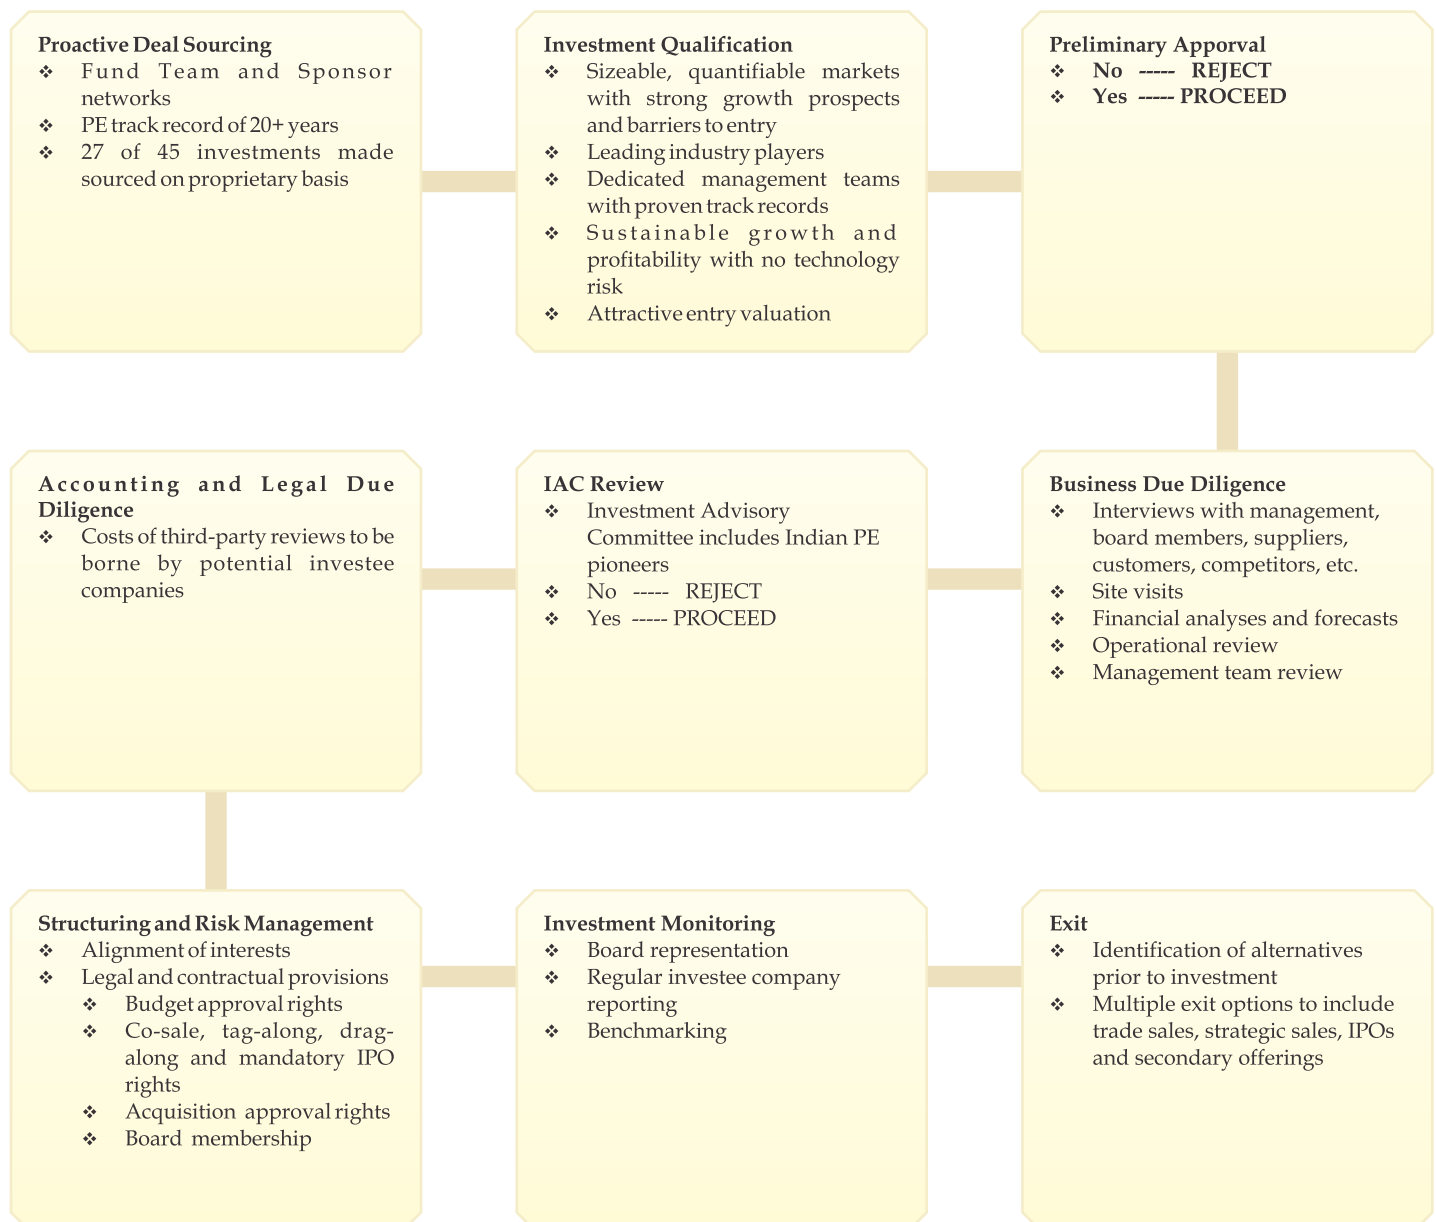 Proactive Deal Sourcing
❖ Fund Team and Sponsor
networks
❖ PE track record of 20+ years
❖ 27 of 45 investments made
sourced on proprietary basis
Investment Qualification
❖ Sizeable, quantifiable markets
with strong growth prospects
and barriers to entry
❖ Leading industry players
❖ Dedicated management teams
with proven track records
❖ Sustainable growth and
profitability with no technology
risk
❖ Attractive entry valuation
Preliminary Apporval
❖ No ----- REJECT
❖ Yes ----- PROCEED
Accounting and Legal Due
Diligence
❖ Costs of third-party reviews to be
borne by potential investee
companies
IAC Review
❖ Investment Advisory
Committee includes Indian PE
pioneers
❖ No ----- REJECT
❖ Yes ----- PROCEED
Business Due Diligence
❖ Interviews with management,
board members, suppliers,
customers, competitors, etc.
❖ Site visits
❖ Financial analyses and forecasts
❖ Operational review
❖ Management team review
Structuring and Risk Management
❖ Alignment of interests
❖ Legal and contractual provisions
❖ Budget approval rights
❖ Co-sale, tag-along, drag-
along and mandatory IPO
rights
❖ Acquisition approval rights
❖ Board membership
Investment Monitoring
❖ Board representation
❖ Regular investee company
reporting
❖ Benchmarking
Exit
❖ Identification of alternatives
prior to investment
❖ Multiple exit options to include
trade sales, strategic sales, IPOs
and secondary offerings